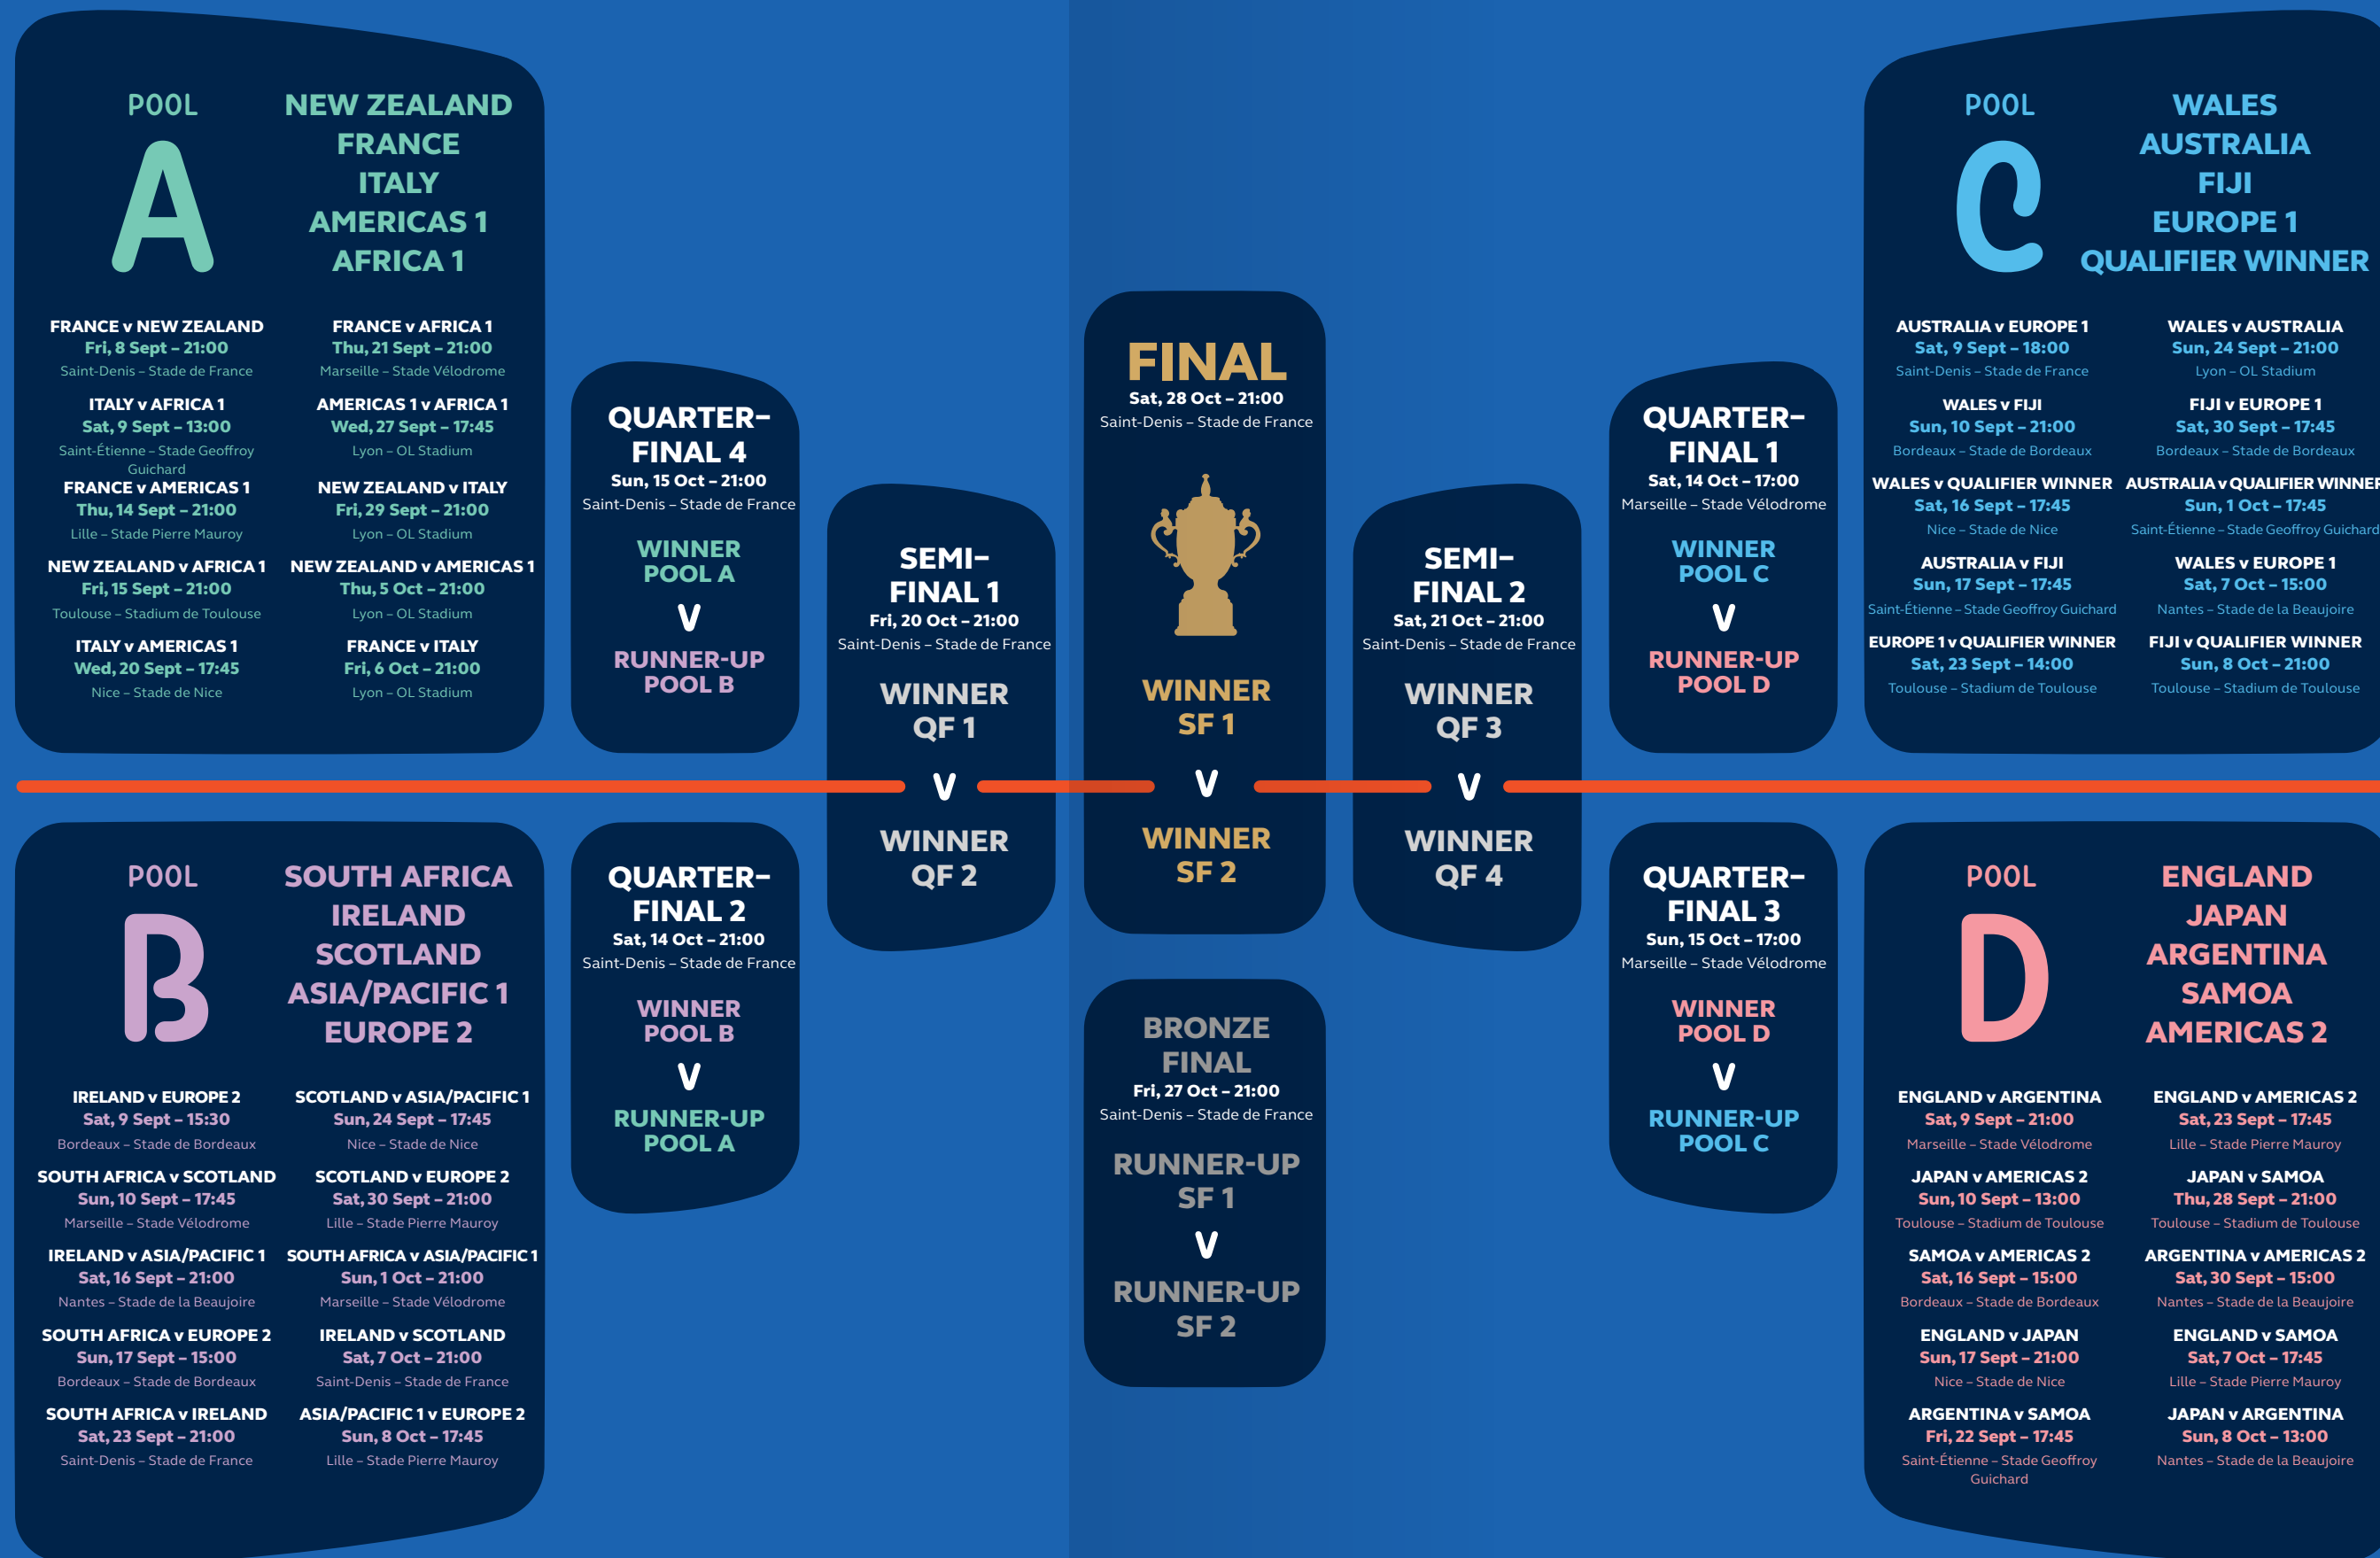 POOL
A
NEW ZEALAND
FRANCE
ITALY
AMERICAS 1
AFRICA 1
FRANCE v NEW ZEALAND
Fri, 8 Sept – 21:00
Saint-Denis – Stade de France
ITALY v AFRICA 1
Sat, 9 Sept – 13:00
Saint-Étienne – Stade Geoffroy
Guichard
FRANCE v AMERICAS 1
Thu, 14 Sept – 21:00
Lille – Stade Pierre Mauroy
NEW ZEALAND v AFRICA 1
Fri, 15 Sept – 21:00
Toulouse – Stadium de Toulouse
ITALY v AMERICAS 1
Wed, 20 Sept – 17:45
Nice – Stade de Nice
FRANCE v AFRICA 1
Thu, 21 Sept – 21:00
Marseille – Stade Vélodrome
AMERICAS 1 v AFRICA 1
Wed, 27 Sept – 17:45
Lyon – OL Stadium
NEW ZEALAND v ITALY
Fri, 29 Sept – 21:00
Lyon – OL Stadium
NEW ZEALAND v AMERICAS 1
Thu, 5 Oct – 21:00
Lyon – OL Stadium
FRANCE v ITALY
Fri, 6 Oct – 21:00
Lyon – OL Stadium
POOL
B
SOUTH AFRICA
IRELAND
SCOTLAND
ASIA/PACIFIC 1
EUROPE 2
IRELAND v EUROPE 2
Sat, 9 Sept – 15:30
Bordeaux – Stade de Bordeaux
SOUTH AFRICA v SCOTLAND
Sun, 10 Sept – 17:45
Marseille – Stade Vélodrome
IRELAND v ASIA/PACIFIC 1
Sat, 16 Sept – 21:00
Nantes – Stade de la Beaujoire
SOUTH AFRICA v EUROPE 2
Sun, 17 Sept – 15:00
Bordeaux – Stade de Bordeaux
SOUTH AFRICA v IRELAND
Sat, 23 Sept – 21:00
Saint-Denis – Stade de France
SCOTLAND v ASIA/PACIFIC 1
Sun, 24 Sept – 17:45
Nice – Stade de Nice
SCOTLAND v EUROPE 2
Sat, 30 Sept – 21:00
Lille – Stade Pierre Mauroy
SOUTH AFRICA v ASIA/PACIFIC 1
Sun, 1 Oct – 21:00
Marseille – Stade Vélodrome
IRELAND v SCOTLAND
Sat, 7 Oct – 21:00
Saint-Denis – Stade de France
ASIA/PACIFIC 1 v EUROPE 2
Sun, 8 Oct – 17:45
Lille – Stade Pierre Mauroy
QUARTER–
FINAL 4
Sun, 15 Oct – 21:00
Saint-Denis – Stade de France
WINNER
POOL A
V
RUNNER-UP
POOL B
QUARTER–
FINAL 2
Sat, 14 Oct – 21:00
Saint-Denis – Stade de France
WINNER
POOL B
V
RUNNER-UP
POOL A
SEMI–
FINAL 1
Fri, 20 Oct – 21:00
Saint-Denis – Stade de France
WINNER
QF 1
V
WINNER
QF 2
FINAL
Sat, 28 Oct – 21:00
Saint-Denis – Stade de France
WINNER
SF 1
V
WINNER
SF 2
BRONZE
FINAL
Fri, 27 Oct – 21:00
Saint-Denis – Stade de France
RUNNER-UP
SF 1
V
RUNNER-UP
SF 2
SEMI–
FINAL 2
Sat, 21 Oct – 21:00
Saint-Denis – Stade de France
WINNER
QF 3
V
WINNER
QF 4
QUARTER–
FINAL 1
Sat, 14 Oct – 17:00
Marseille – Stade Vélodrome
WINNER
POOL C
V
RUNNER-UP
POOL D
QUARTER–
FINAL 3
Sun, 15 Oct – 17:00
Marseille – Stade Vélodrome
WINNER
POOL D
V
RUNNER-UP
POOL C
POOL
C
WALES
AUSTRALIA
FIJI
EUROPE 1
QUALIFIER WINNER
AUSTRALIA v EUROPE 1
Sat, 9 Sept – 18:00
Saint-Denis – Stade de France
WALES v FIJI
Sun, 10 Sept – 21:00
Bordeaux – Stade de Bordeaux
WALES v QUALIFIER WINNER
Sat, 16 Sept – 17:45
Nice – Stade de Nice
AUSTRALIA v FIJI
Sun, 17 Sept – 17:45
Saint-Étienne – Stade Geoffroy Guichard
EUROPE 1 v QUALIFIER WINNER
Sat, 23 Sept – 14:00
Toulouse – Stadium de Toulouse
WALES v AUSTRALIA
Sun, 24 Sept – 21:00
Lyon – OL Stadium
FIJI v EUROPE 1
Sat, 30 Sept – 17:45
Bordeaux – Stade de Bordeaux
AUSTRALIA v QUALIFIER WINNER
Sun, 1 Oct – 17:45
Saint-Étienne – Stade Geoffroy Guichard
WALES v EUROPE 1
Sat, 7 Oct – 15:00
Nantes – Stade de la Beaujoire
FIJI v QUALIFIER WINNER
Sun, 8 Oct – 21:00
Toulouse – Stadium de Toulouse
POOL
D
ENGLAND
JAPAN
ARGENTINA
SAMOA
AMERICAS 2
ENGLAND v ARGENTINA
Sat, 9 Sept – 21:00
Marseille – Stade Vélodrome
JAPAN v AMERICAS 2
Sun, 10 Sept – 13:00
Toulouse – Stadium de Toulouse
SAMOA v AMERICAS 2
Sat, 16 Sept – 15:00
Bordeaux – Stade de Bordeaux
ENGLAND v JAPAN
Sun, 17 Sept – 21:00
Nice – Stade de Nice
ARGENTINA v SAMOA
Fri, 22 Sept – 17:45
Saint-Étienne – Stade Geoffroy
Guichard
ENGLAND v AMERICAS 2
Sat, 23 Sept – 17:45
Lille – Stade Pierre Mauroy
JAPAN v SAMOA
Thu, 28 Sept – 21:00
Toulouse – Stadium de Toulouse
ARGENTINA v AMERICAS 2
Sat, 30 Sept – 15:00
Nantes – Stade de la Beaujoire
ENGLAND v SAMOA
Sat, 7 Oct – 17:45
Lille – Stade Pierre Mauroy
JAPAN v ARGENTINA
Sun, 8 Oct – 13:00
Nantes – Stade de la Beaujoire